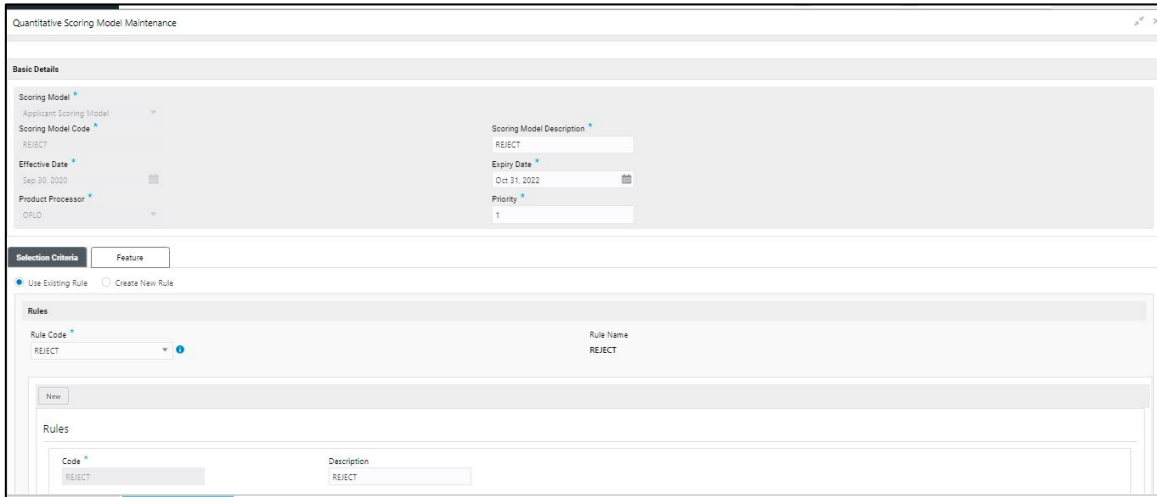 Quantitative Scoring Model Maintenance
Basic Details
Scoring Model *
Applicant Scoring Model
Scoring Model Code * Scoring Model Description *
REJECT REJECT
Effective Date * Expiry Date *
Sep 30, 2020 Oct 31, 2022
Product Processor * Priority *
OFLO 1
Selection Criteria Feature
Use Existing Rule Create New Rule
Rules
Rule Code * Rule Name
REJECT REJECT
New
Rules
Code * Description
REJECT REJECT